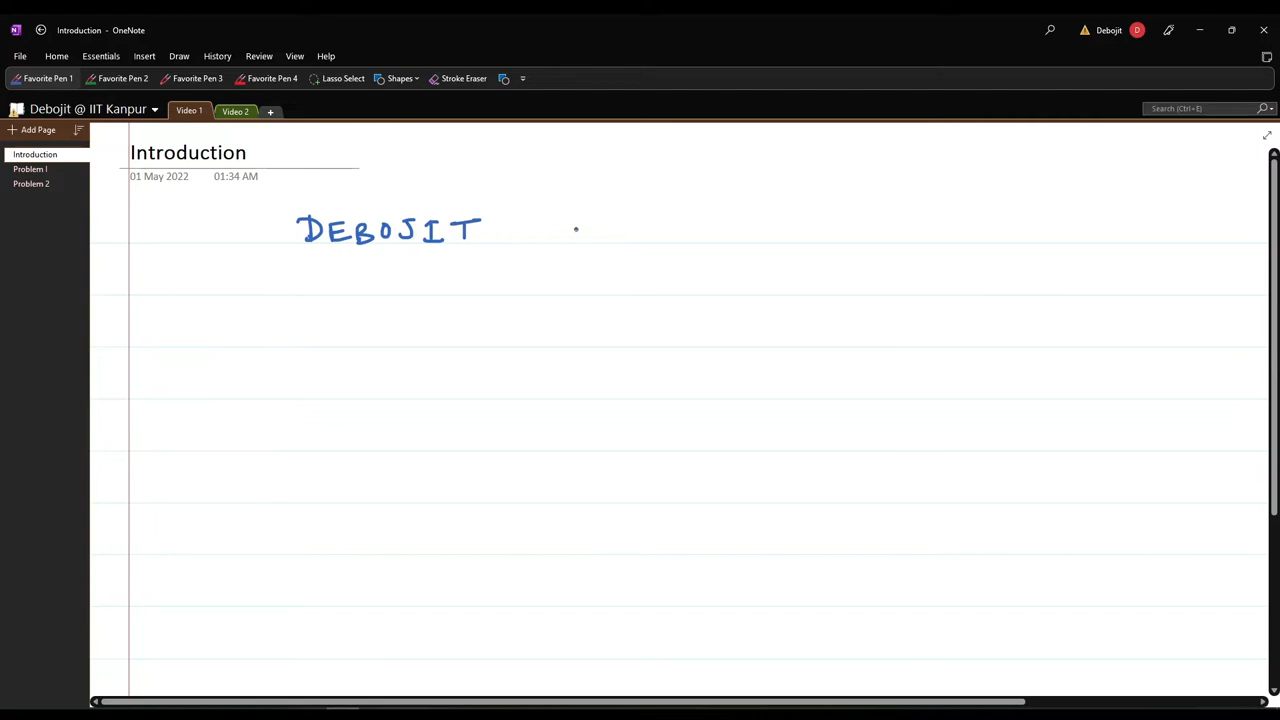 Introduction - OneNote
Debojit D
File Home Essentials Insert Draw History Review View Help
Favorite Pen 1 Favorite Pen 2 Favorite Pen 3 Favorite Pen 4 Lasso Select Shapes Stroke Eraser
Debojit @ IIT Kanpur Video 1 Video 2 + Search (Ctrl+E)
+ Add Page
Introduction
Problem I
Problem 2
Introduction
01 May 2022 01:34 AM
DEBOJIT